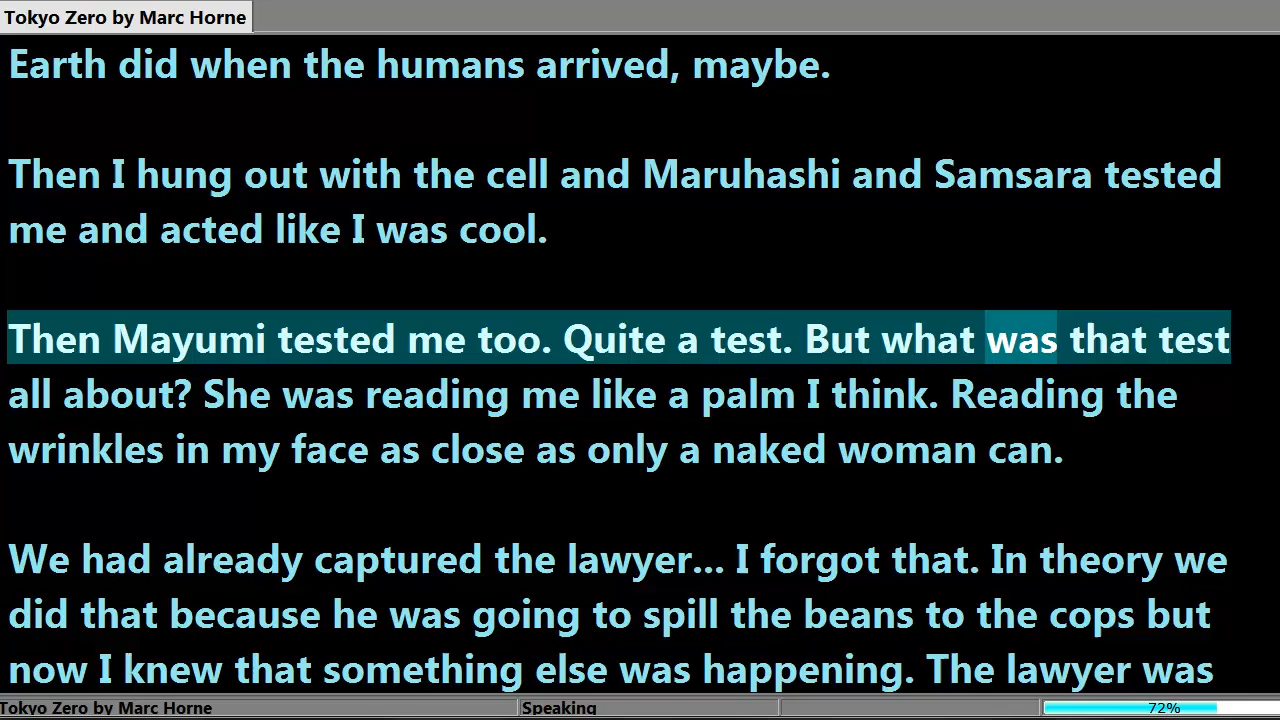 Tokyo Zero by Marc Horne
Earth did when the humans arrived, maybe.
Then I hung out with the cell and Maruhashi and Samsara tested
me and acted like I was cool.
Then Mayumi tested me too. Quite a test. But what was that test
all about? She was reading me like a palm I think. Reading the
wrinkles in my face as close as only a naked woman can.
We had already captured the lawyer... I forgot that. In theory we
did that because he was going to spill the beans to the cops but
now I knew that something else was happening. The lawyer was
Tokyo Zero by Marc Horne Speaking 72%